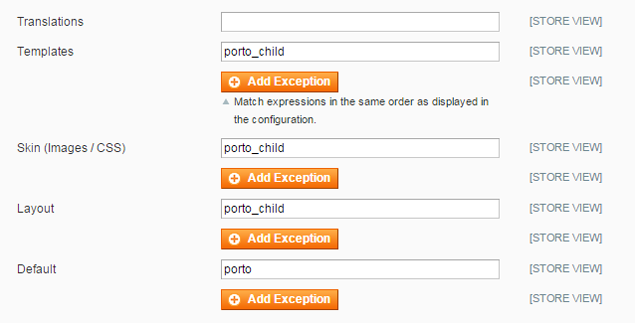 Translations [STORE VIEW]
Templates porto_child [STORE VIEW]
Add Exception [STORE VIEW]
Match expressions in the same order as displayed in
the configuration.
Skin (Images / CSS) porto_child [STORE VIEW]
Add Exception [STORE VIEW]
Layout porto_child [STORE VIEW]
Add Exception [STORE VIEW]
Default porto [STORE VIEW]
Add Exception [STORE VIEW]